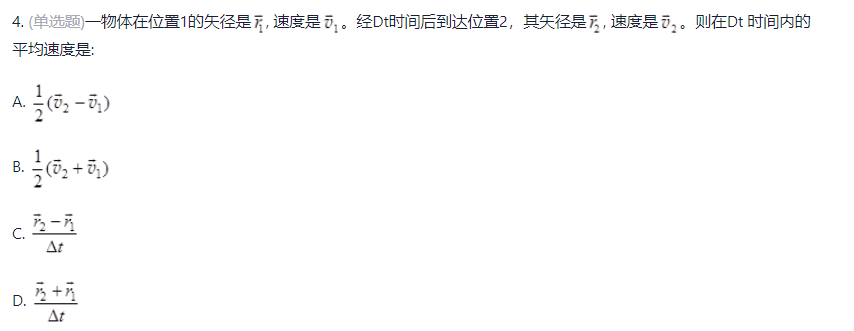 4. (单选题)一物体在位置1的矢径是 $\vec{r}_1$, 速度是 $\vec{v}_1$。经Dt时间后到达位置2，其矢径是 $\vec{r}_2$, 速度是 $\vec{v}_2$。则在Dt 时间内的
平均速度是:
A. $\frac{1}{2}(\vec{v}_2 - \vec{v}_1)$
B. $\frac{1}{2}(\vec{v}_2 + \vec{v}_1)$
C. $\frac{\vec{r}_2 - \vec{r}_1}{\Delta t}$
D. $\frac{\vec{r}_2 + \vec{r}_1}{\Delta t}$